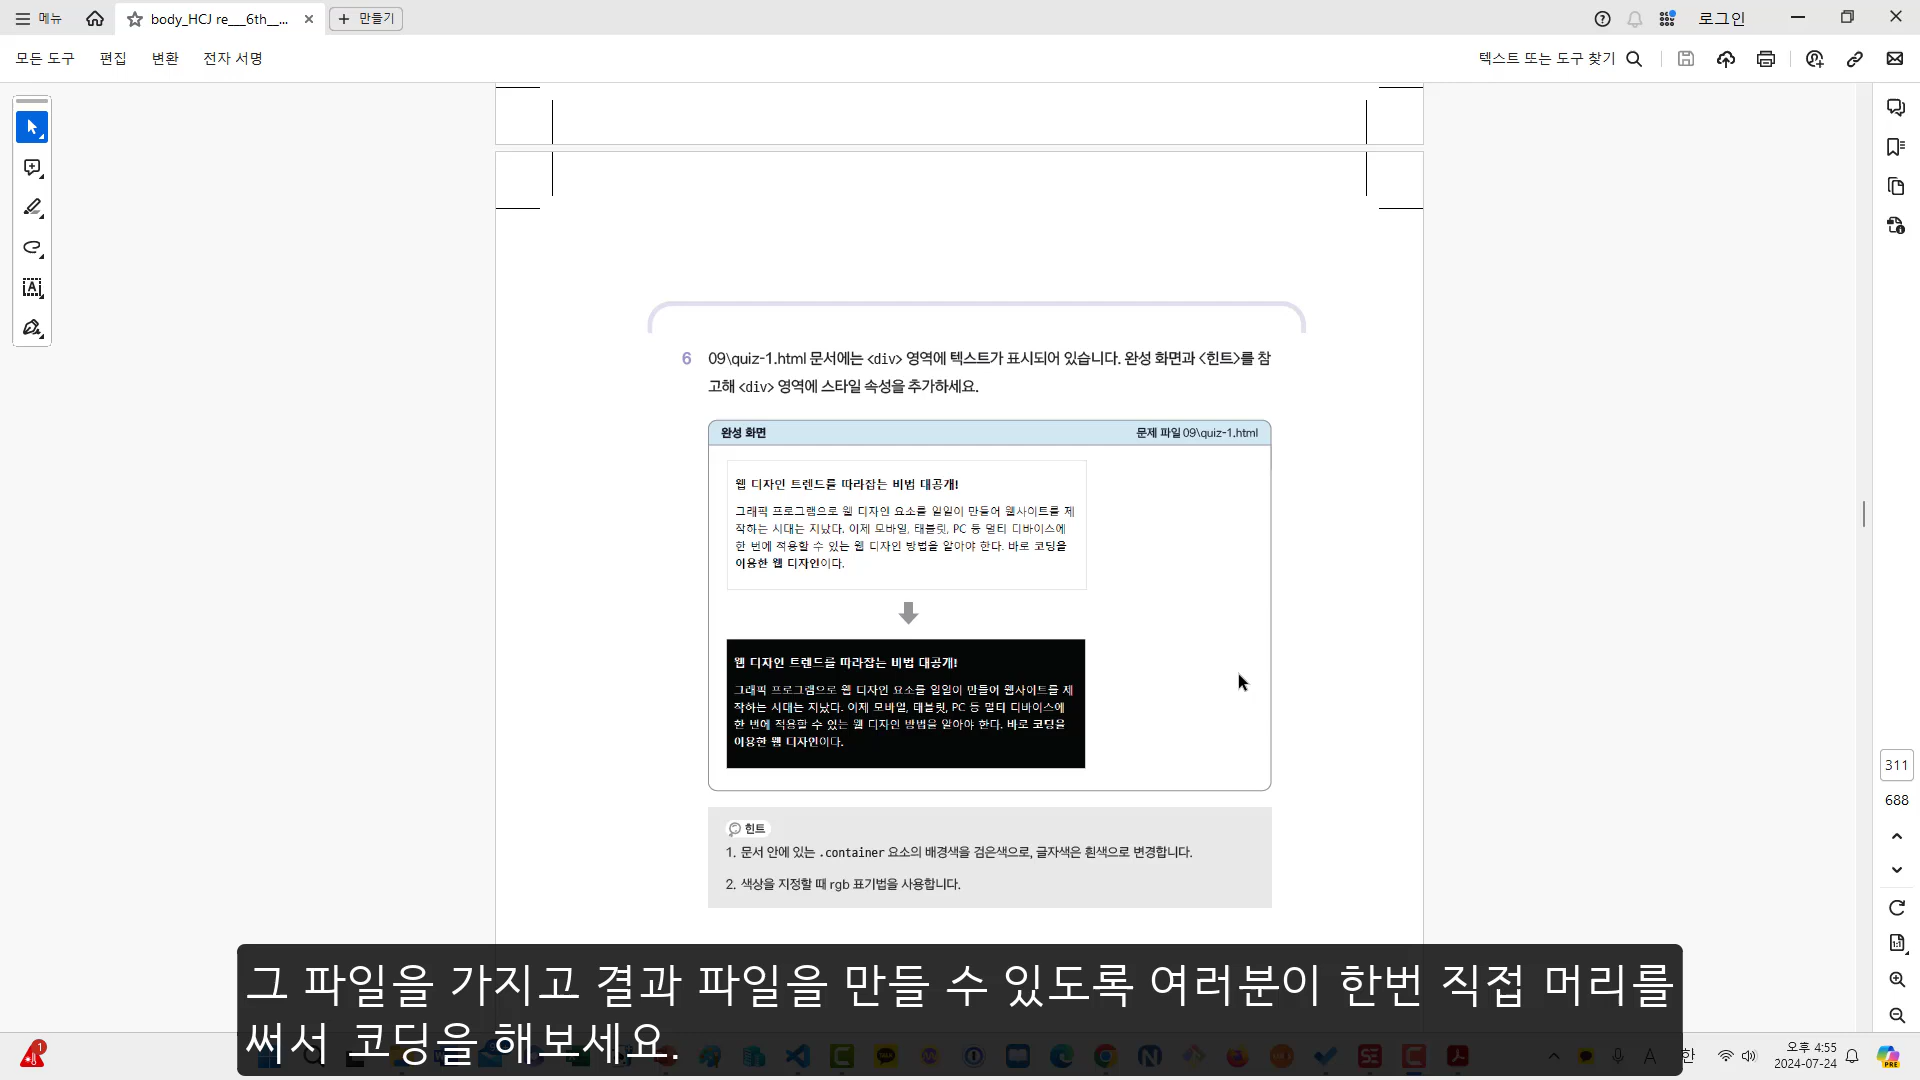 메뉴
body_HCJ re___6th__...
만들기
로그인
모든 도구
편집
변환
전자 서명
텍스트 또는 도구 찾기
6 09\quiz-1.html 문서에는 <div> 영역에 텍스트가 표시되어 있습니다. 완성 화면과 <힌트>를 참
고해 <div> 영역에 스타일 속성을 추가하세요.
완성 화면
문제 파일 09\quiz-1.html
웹 디자인 트렌드를 따라잡는 비법 대공개!
그래픽 프로그램으로 웹 디자인 요소를 일일이 만들어 웹사이트를 제
작하는 시대는 지났다. 이제 모바일, 태블릿, PC 등 멀티 디바이스에
한 번에 적용할 수 있는 웹 디자인 방법을 알아야 한다. 바로 코딩을
이용한 웹 디자인이다.
웹 디자인 트렌드를 따라잡는 비법 대공개!
그래픽 프로그램으로 웹 디자인 요소를 일일이 만들어 웹사이트를 제
작하는 시대는 지났다. 이제 모바일, 태블릿, PC 등 멀티 디바이스에
한 번에 적용할 수 있는 웹 디자인 방법을 알아야 한다. 바로 코딩을
이용한 웹 디자인이다.
힌트
1. 문서 안에 있는 .container 요소의 배경색을 검은색으로, 글자색은 흰색으로 변경합니다.
2. 색상을 지정할 때 rgb 표기법을 사용합니다.
311
688
그 파일을 가지고 결과 파일을 만들 수 있도록 여러분이 한번 직접 머리를
써서 코딩을 해보세요.
1
A
한
오후 4:55
2024-07-24
PRE